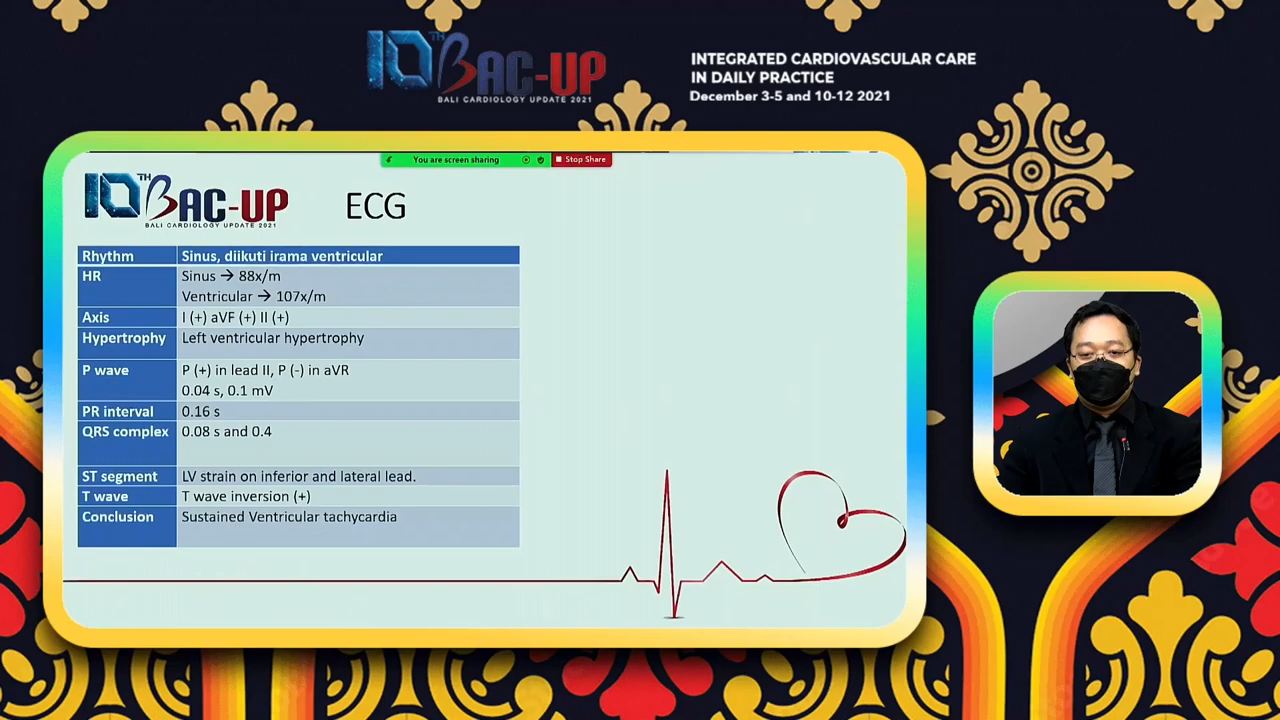 10TH BAC-UP
BALI CARDIOLOGY UPDATE 2021
INTEGRATED CARDIOVASCULAR CARE
IN DAILY PRACTICE
December 3-5 and 10-12 2021
You are screen sharing
Stop Share
10TH BAC-UP
BALI CARDIOLOGY UPDATE 2021
ECG
Rhythm Sinus, diikuti irama ventricular
HR Sinus → 88x/m
Ventricular → 107x/m
Axis I (+) aVF (+) II (+)
Hypertrophy Left ventricular hypertrophy
P wave P (+) in lead II, P (-) in aVR
0.04 s, 0.1 mV
PR interval 0.16 s
QRS complex 0.08 s and 0.4
ST segment LV strain on inferior and lateral lead.
T wave T wave inversion (+)
Conclusion Sustained Ventricular tachycardia